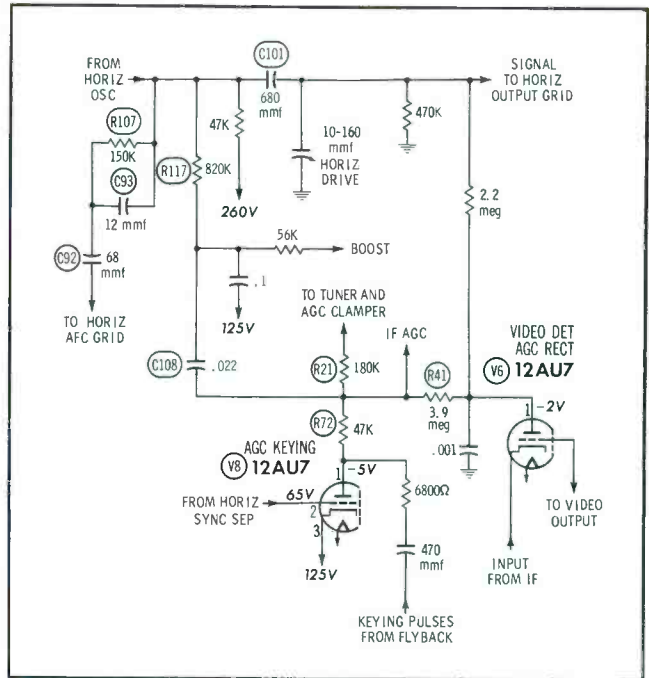 FROM
HORIZ
OSC
C101
680
mmf
SIGNAL
TO HORIZ
OUTPUT GRID
R107
150K
C93
12 mmf
R117
820K
47K
260V
10-160
mmf
HORIZ
DRIVE
470K
2.2
meg
C92
68
mmf
TO HORIZ
AFC GRID
56K
BOOST
.1
125V
TO TUNER AND
AGC CLAMPER
IF AGC
VIDEO DET
AGC RECT
V6 12AU7
C108
.022
R21
180K
R41
3.9
meg
1
-2V
R72
47K
.001
AGC KEYING
V8 12AU7
1
-5V
FROM HORIZ
SYNC SEP
65V
2
3
125V
6800Ω
470
mmf
TO VIDEO
OUTPUT
INPUT
FROM IF
KEYING PULSES
FROM FLYBACK